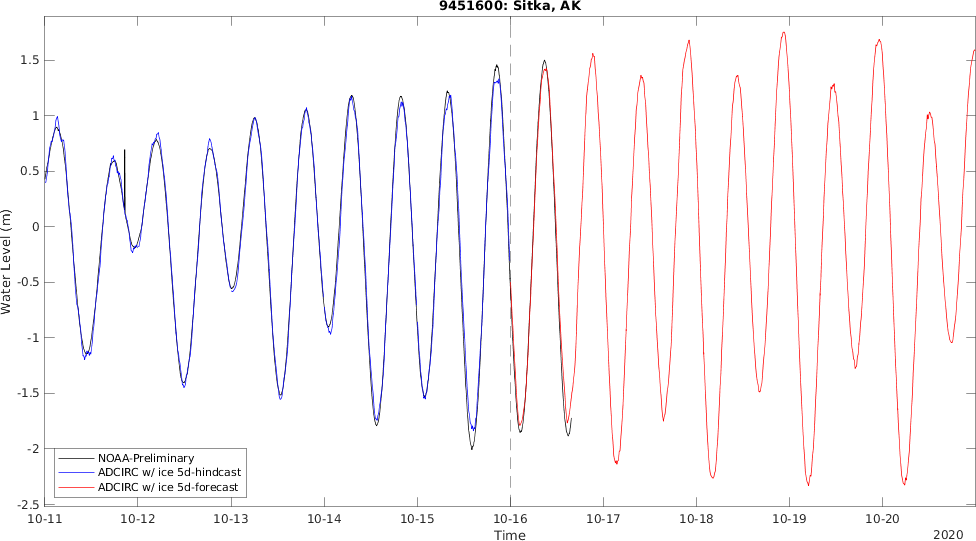 9451600: Sitka, AK
Water Level (m)
1.5
1
0.5
0
-0.5
-1
-1.5
-2
-2.5
NOAA-Preliminary
ADCIRC w/ ice 5d-hindcast
ADCIRC w/ ice 5d-forecast
10-11 10-12 10-13 10-14 10-15 10-16 10-17 10-18 10-19 10-20
Time
2020